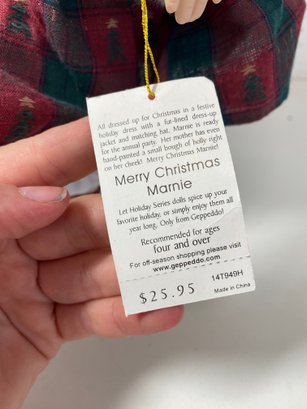 All dressed up for Christmas in a festive
holiday dress with a fur-lined dress-up
jacket and matching hat, Marnie is ready
for the annual party. Her mother has even
hand-painted a small bough of holly right
on her cheek! Merry Christmas Marnie!
Merry Christmas
Marnie
Let Holiday Series dolls spice up your
favorite holiday, or simply enjoy them all
year long. Only from Geppeddo!
Recommended for ages
four and over
For off-season shopping please visit
www.geppeddo.com
14T949H
$25.95
Made in China